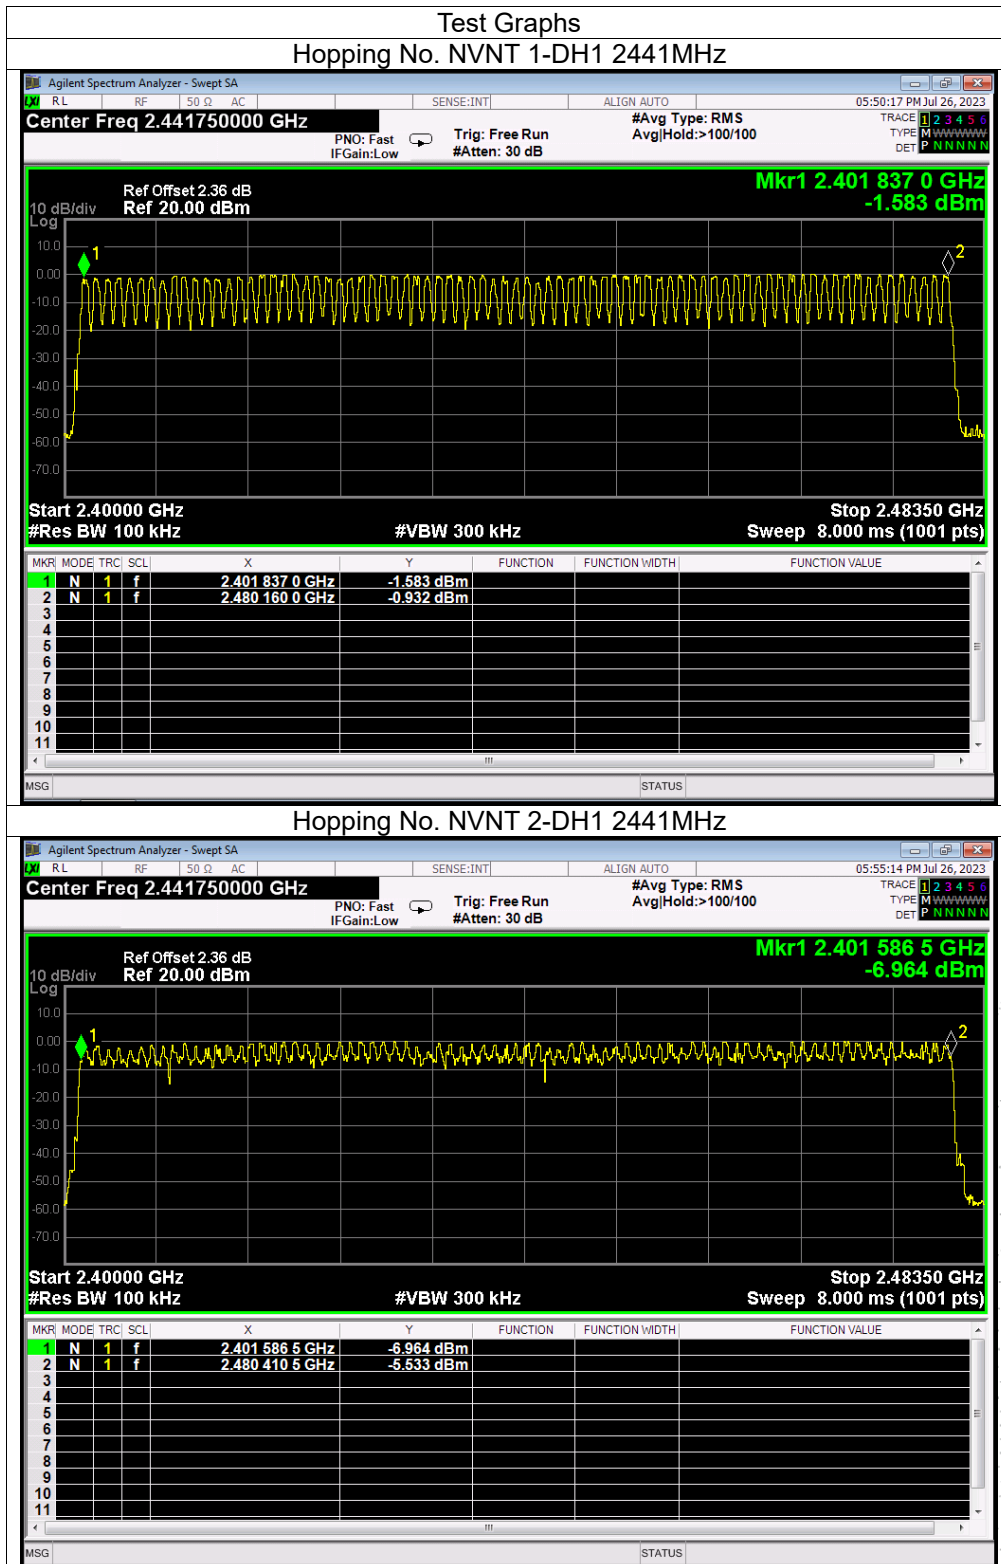 Test Graphs
Hopping No. NVNT 1-DH1 2441MHz
Agilent Spectrum Analyzer - Swept SA
LXI RL RF 50 Ω AC SENSE:INT ALIGN AUTO 05:50:17 PM Jul 26, 2023
Center Freq 2.441750000 GHz #Avg Type: RMS TRACE 1 2 3 4 5 6
PNO: Fast Trig: Free Run Avg|Hold:>100/100 TYPE M WWWWW
IFGain:Low #Atten: 30 dB DET P N N N N N
Mkr1 2.401 837 0 GHz
Ref Offset 2.36 dB
10 dB/div Ref 20.00 dBm -1.583 dBm
Log
10.0
1 2
0.00
-10.0
-20.0
-30.0
-40.0
-50.0
-60.0
-70.0
Start 2.40000 GHz Stop 2.48350 GHz
#Res BW 100 kHz #VBW 300 kHz Sweep 8.000 ms (1001 pts)
MKR MODE TRC SCL X Y FUNCTION FUNCTION WIDTH FUNCTION VALUE
1 N 1 f 2.401 837 0 GHz -1.583 dBm
2 N 1 f 2.480 160 0 GHz -0.932 dBm
3
4
5
6
7
8
9
10
11
MSG STATUS
Hopping No. NVNT 2-DH1 2441MHz
Agilent Spectrum Analyzer - Swept SA
LXI RL RF 50 Ω AC SENSE:INT ALIGN AUTO 05:55:14 PM Jul 26, 2023
Center Freq 2.441750000 GHz #Avg Type: RMS TRACE 1 2 3 4 5 6
PNO: Fast Trig: Free Run Avg|Hold:>100/100 TYPE M WWWWW
IFGain:Low #Atten: 30 dB DET P N N N N N
Mkr1 2.401 586 5 GHz
Ref Offset 2.36 dB
10 dB/div Ref 20.00 dBm -6.964 dBm
Log
10.0
1 2
0.00
-10.0
-20.0
-30.0
-40.0
-50.0
-60.0
-70.0
Start 2.40000 GHz Stop 2.48350 GHz
#Res BW 100 kHz #VBW 300 kHz Sweep 8.000 ms (1001 pts)
MKR MODE TRC SCL X Y FUNCTION FUNCTION WIDTH FUNCTION VALUE
1 N 1 f 2.401 586 5 GHz -6.964 dBm
2 N 1 f 2.480 410 5 GHz -5.533 dBm
3
4
5
6
7
8
9
10
11
MSG STATUS